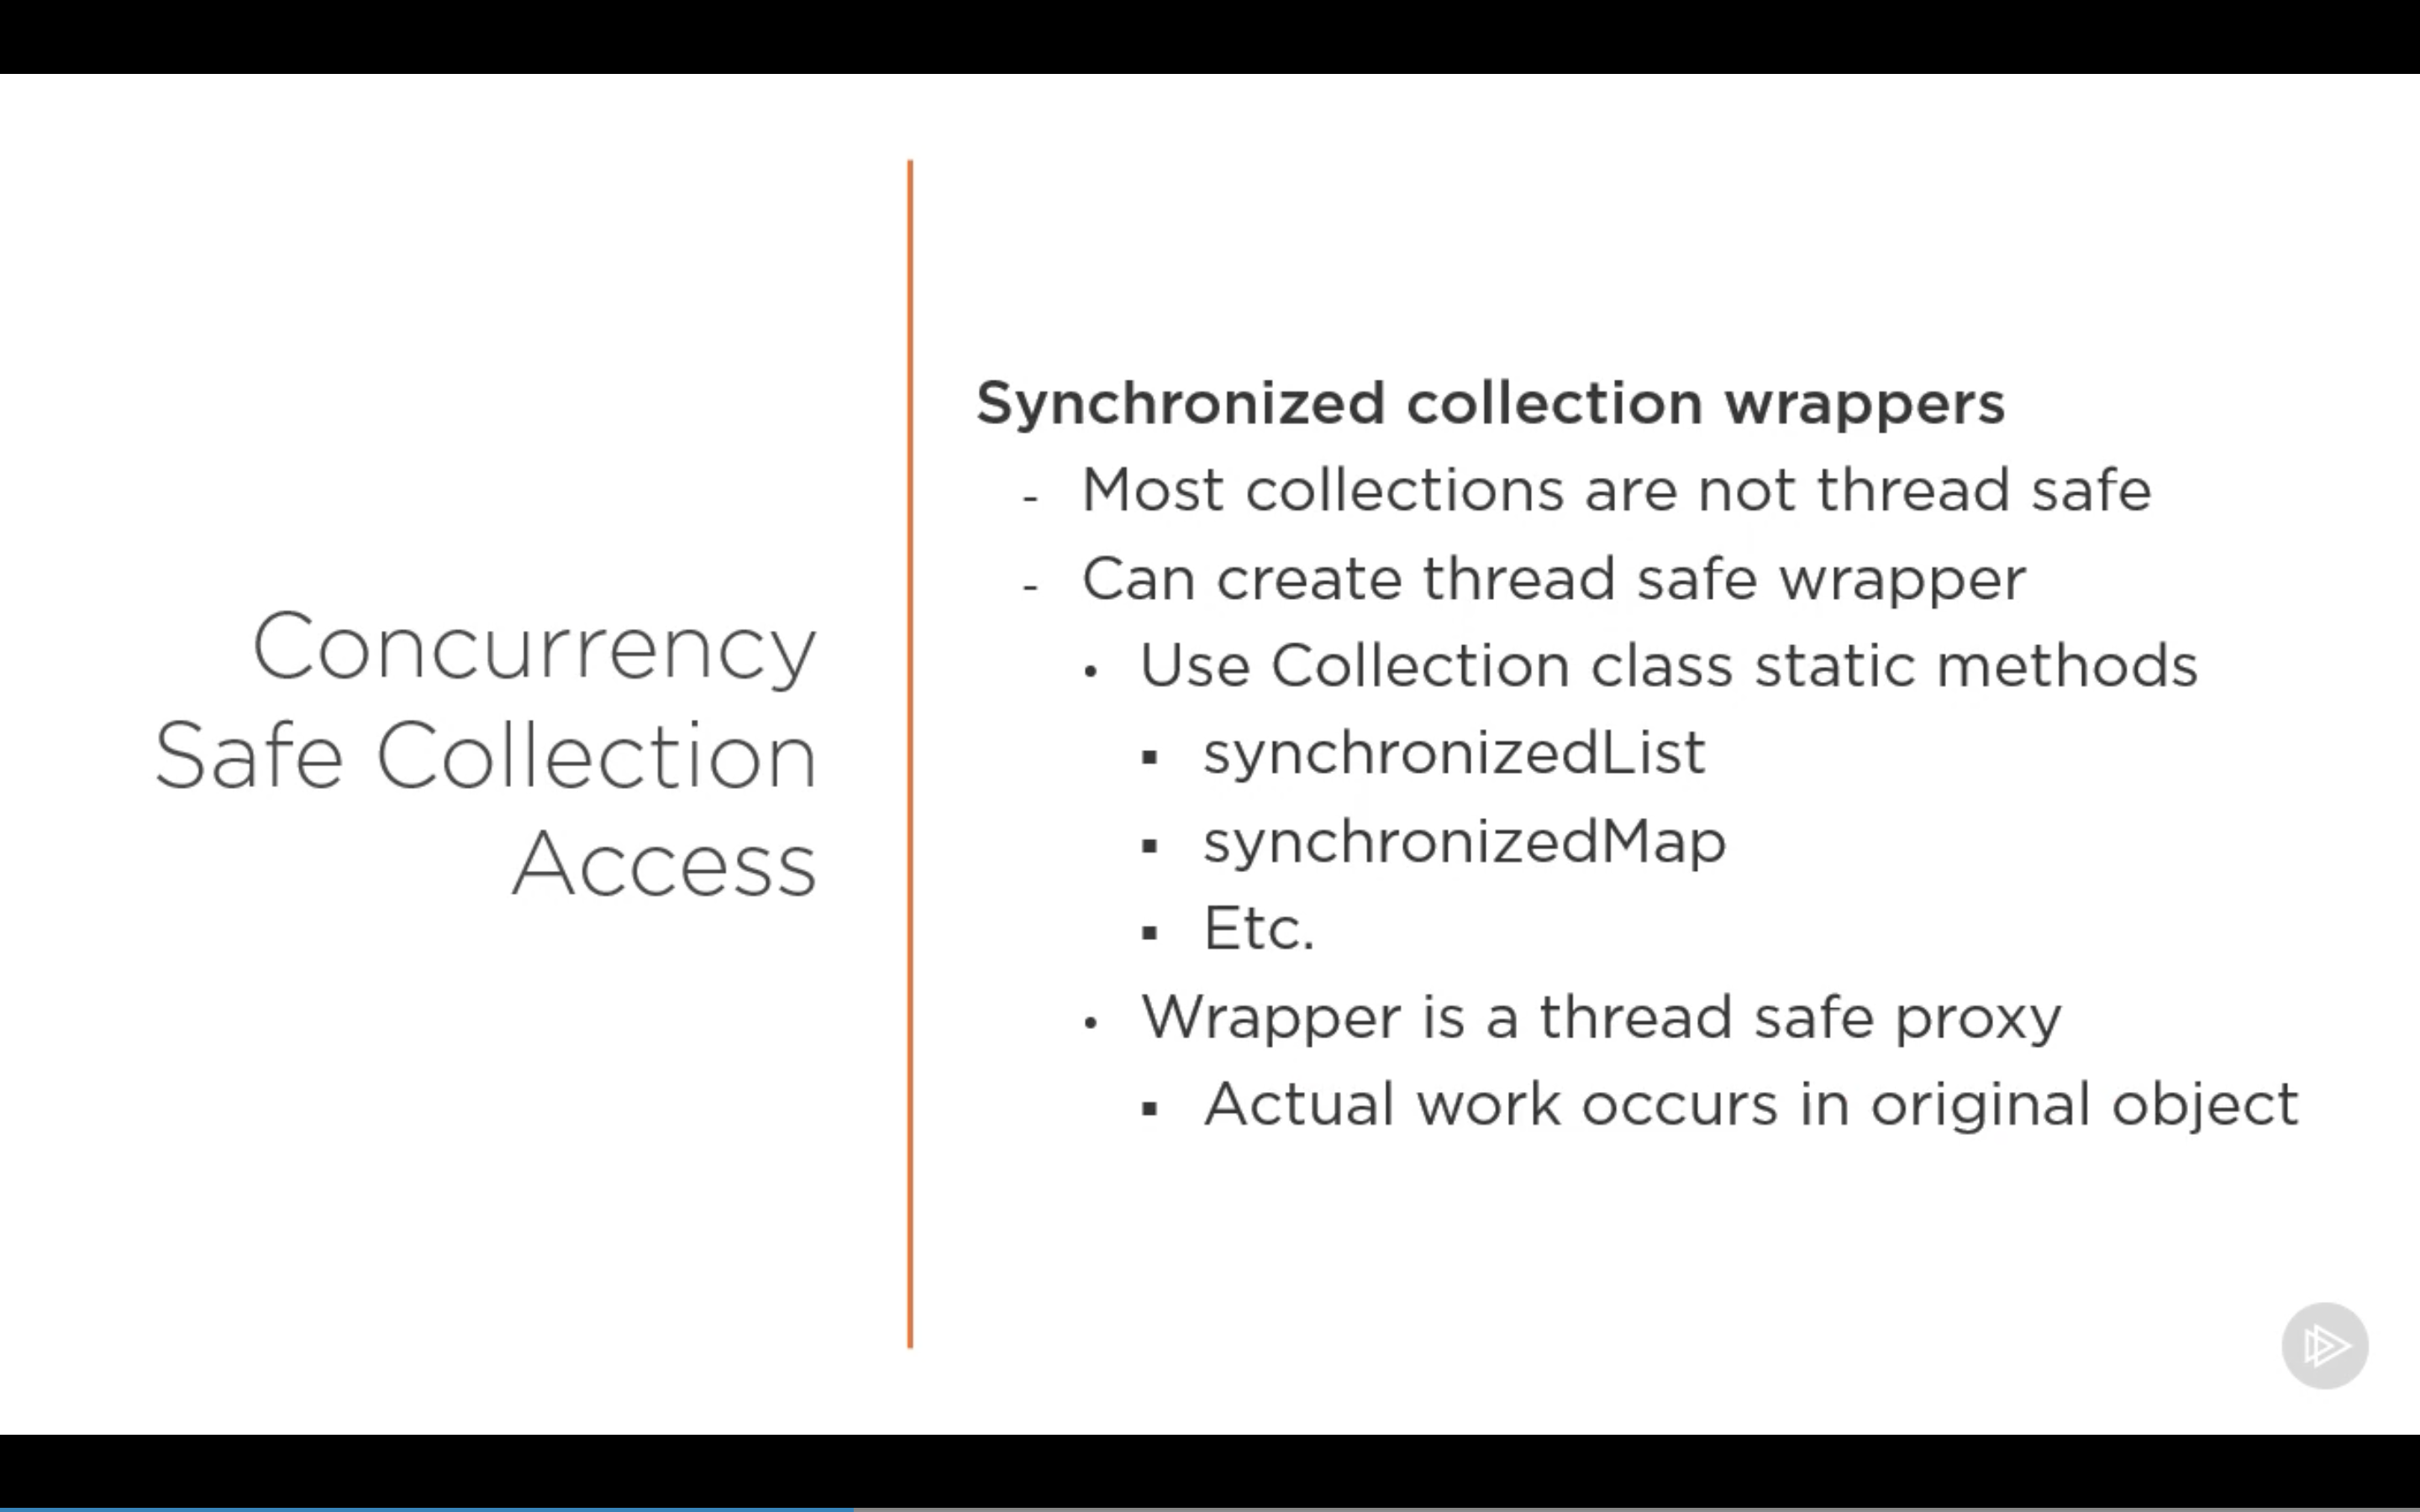 Concurrency
Safe Collection
Access
Synchronized collection wrappers
- Most collections are not thread safe
- Can create thread safe wrapper
• Use Collection class static methods
▪ synchronizedList
▪ synchronizedMap
▪ Etc.
• Wrapper is a thread safe proxy
▪ Actual work occurs in original object